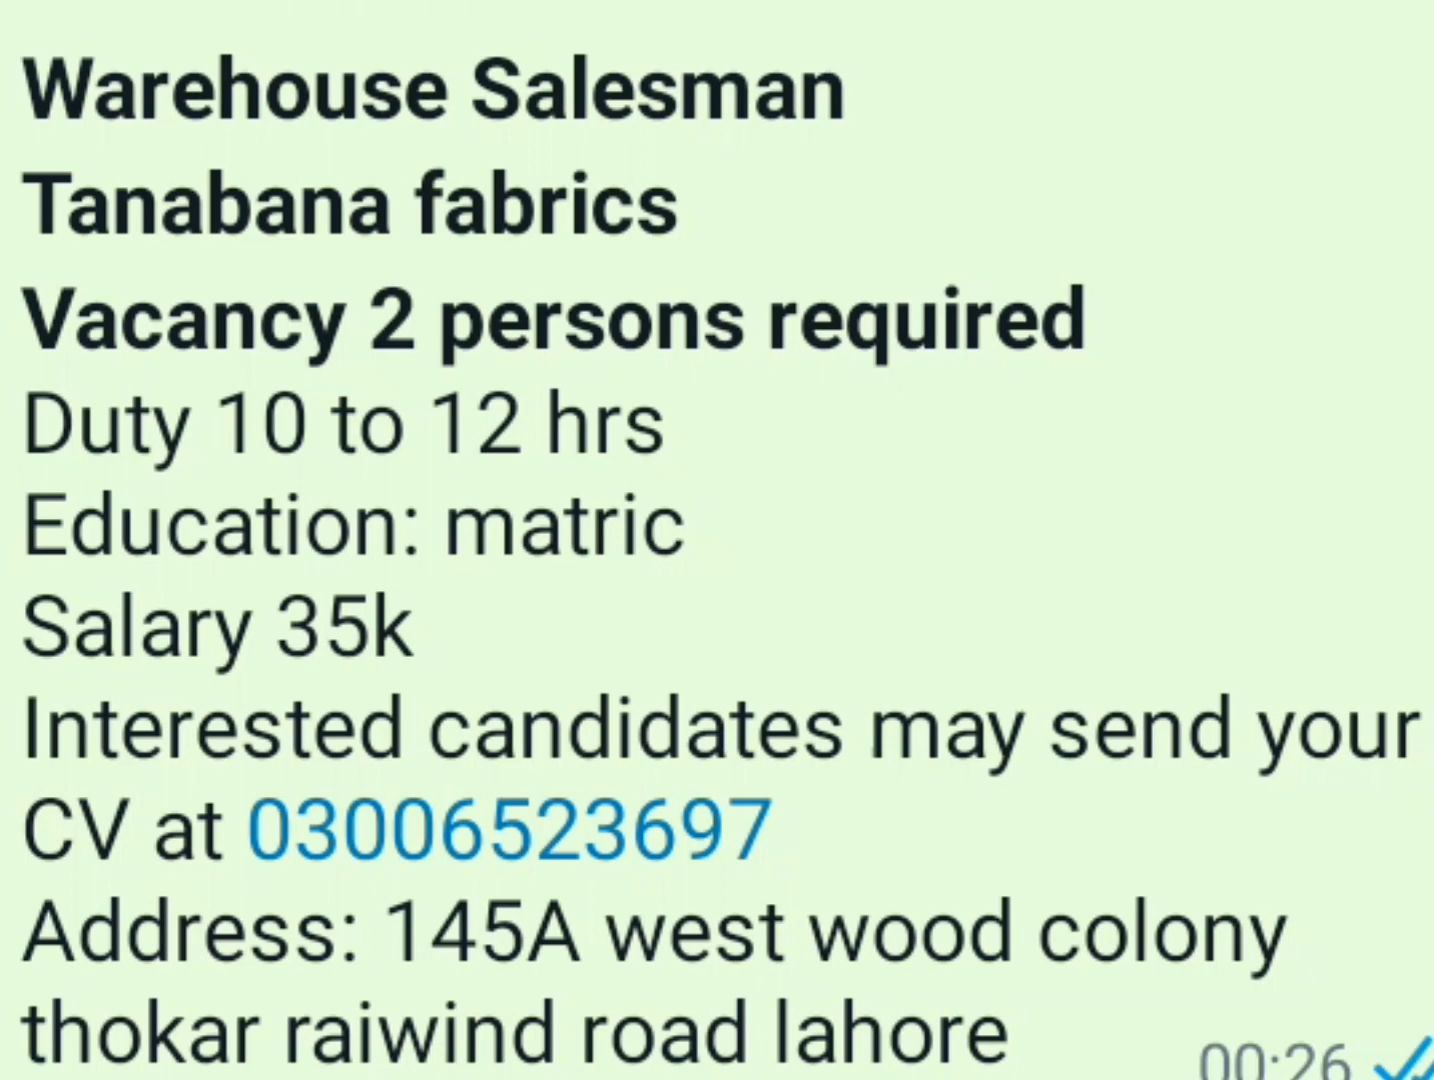 Warehouse Salesman
Tanabana fabrics
Vacancy 2 persons required
Duty 10 to 12 hrs
Education: matric
Salary 35k
Interested candidates may send your
CV at 03006523697
Address: 145A west wood colony
thokar raiwind road lahore
00:26